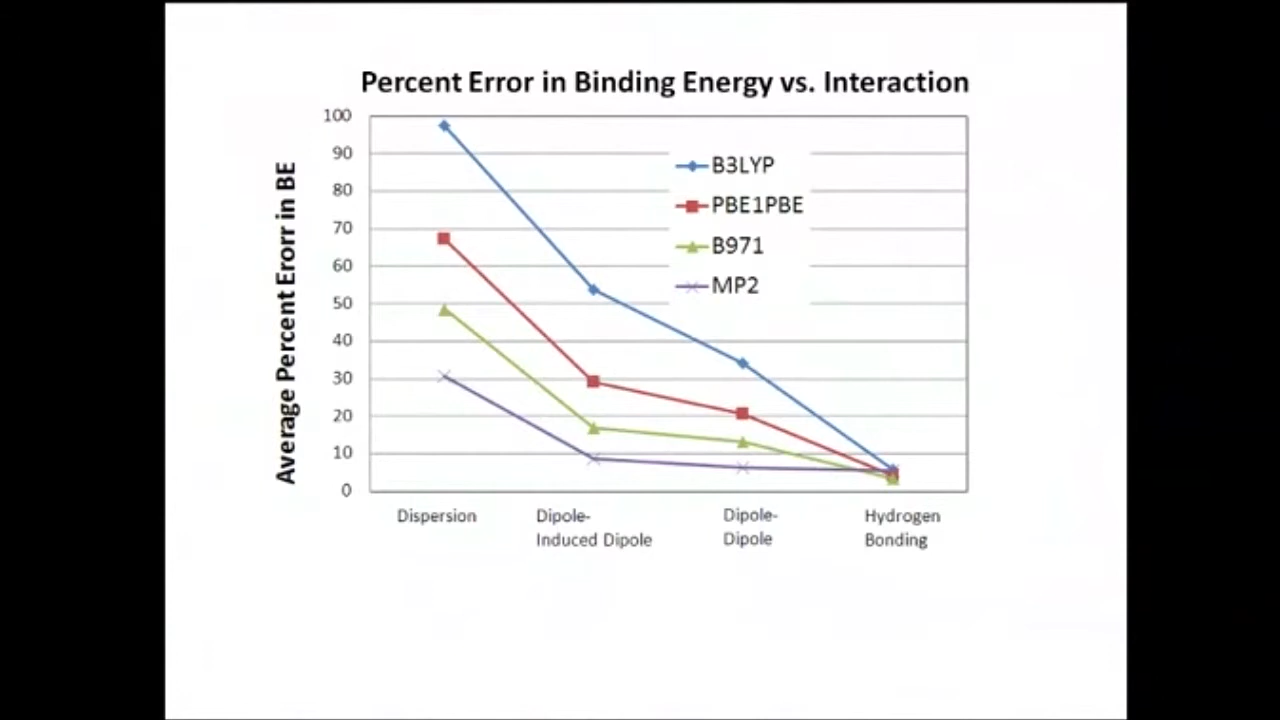 Percent Error in Binding Energy vs. Interaction
Average Percent Erorr in BE
100
90
80
70
60
50
40
30
20
10
0
B3LYP
PBE1PBE
B971
MP2
Dispersion
Dipole-
Induced Dipole
Dipole-
Dipole
Hydrogen
Bonding